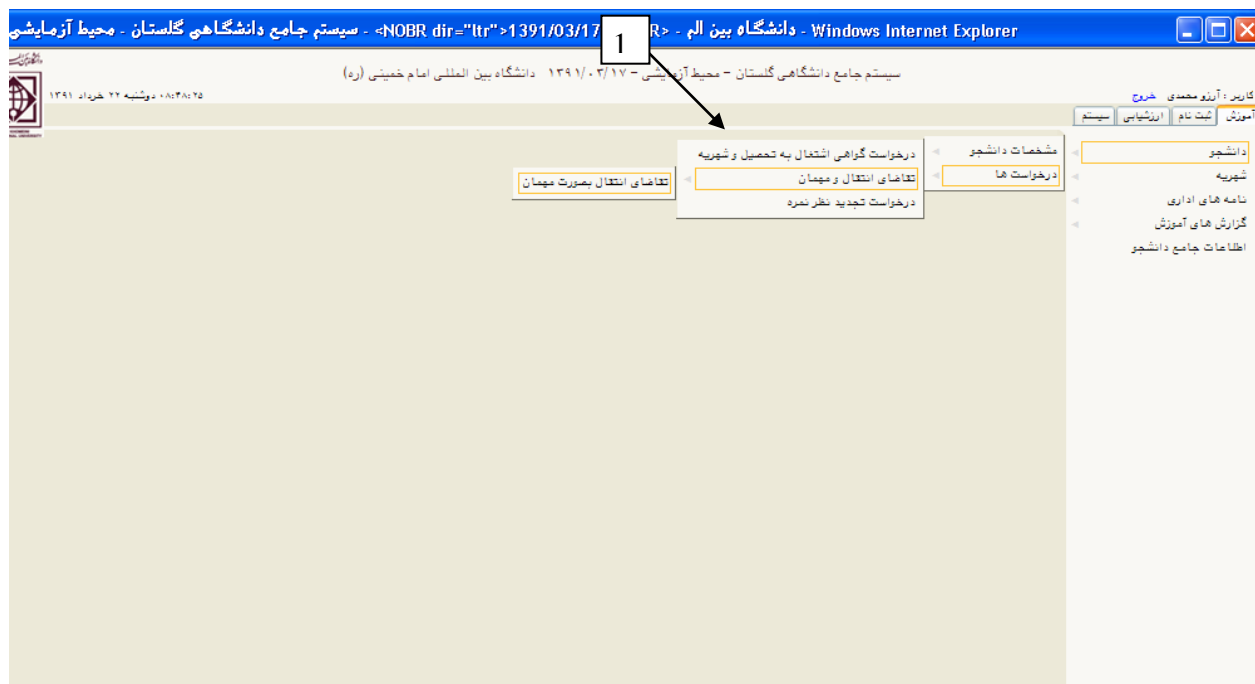 سیستم جامع دانشگاهی گلستان - محیط آزمایشی - <NOBR dir="ltr">1391/03/17 R> - دانشگاه بین الم - Windows Internet Explorer
1
سیستم جامع دانشگاهی گلستان - محیط آزمایشی - ۱۳۹۱/۰۳/۱۷ دانشگاه بین المللی امام خمینی (ره)
کاربر : آرزو محمدی خروج
۰۸:۴۸:۲۵ دوشنبه ۲۲ خرداد ۱۳۹۱
آموزش ثبت نام ارزشیابی سیستم
دانشجو
شهریه
نامه های اداری
گزارش های آموزش
اطلاعات جامع دانشجو
مشخصات دانشجو
درخواست ها
درخواست گواهی اشتغال به تحصیل و شهریه
تقاضای انتقال و مهمان
درخواست تجدید نظر نمره
تقاضای انتقال بصورت مهمان